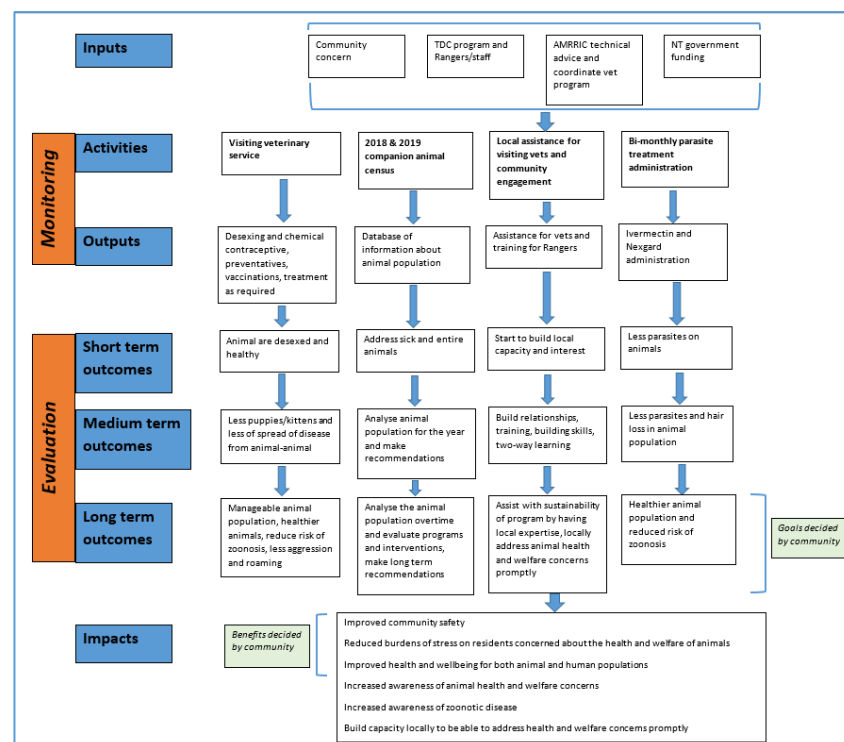 Inputs
Community
concern
TDC program and
Rangers/staff
AMRRIC technical
advice and
coordinate vet
program
NT government
funding
Monitoring
Activities
Visiting veterinary
service
2018 & 2019
companion animal
census
Local assistance for
visiting vets and
community
engagement
Bi-monthly parasite
treatment
administration
Outputs
Desexing and chemical
contraceptive,
preventatives,
vaccinations, treatment
as required
Database of
information about
animal population
Assistance for vets and
training for Rangers
Ivermectin and
Nexgard
administration
Evaluation
Short term
outcomes
Animal are desexed and
healthy
Address sick and entire
animals
Start to build local
capacity and interest
Less parasites on
animals
Medium term
outcomes
Less puppies/kittens and
less of spread of disease
from animal-animal
Analyse animal
population for the year
and make
recommendations
Build relationships,
training, building skills,
two-way learning
Less parasites and hair
loss in animal
population
Long term
outcomes
Manageable animal
population, healthier
animals, reduce risk of
zoonosis, less aggression
and roaming
Analyse the animal
population overtime
and evaluate programs
and interventions,
make long term
recommendations
Assist with sustainability
of program by having
local expertise, locally
address animal health
and welfare concerns
promptly
Healthier animal
population and
reduced risk of
zoonosis
Goals decided
by community
Impacts
Benefits decided
by community
Improved community safety
Reduced burdens of stress on residents concerned about the health and welfare of animals
Improved health and wellbeing for both animal and human populations
Increased awareness of animal health and welfare concerns
Increased awareness of zoonotic disease
Build capacity locally to be able to address health and welfare concerns promptly